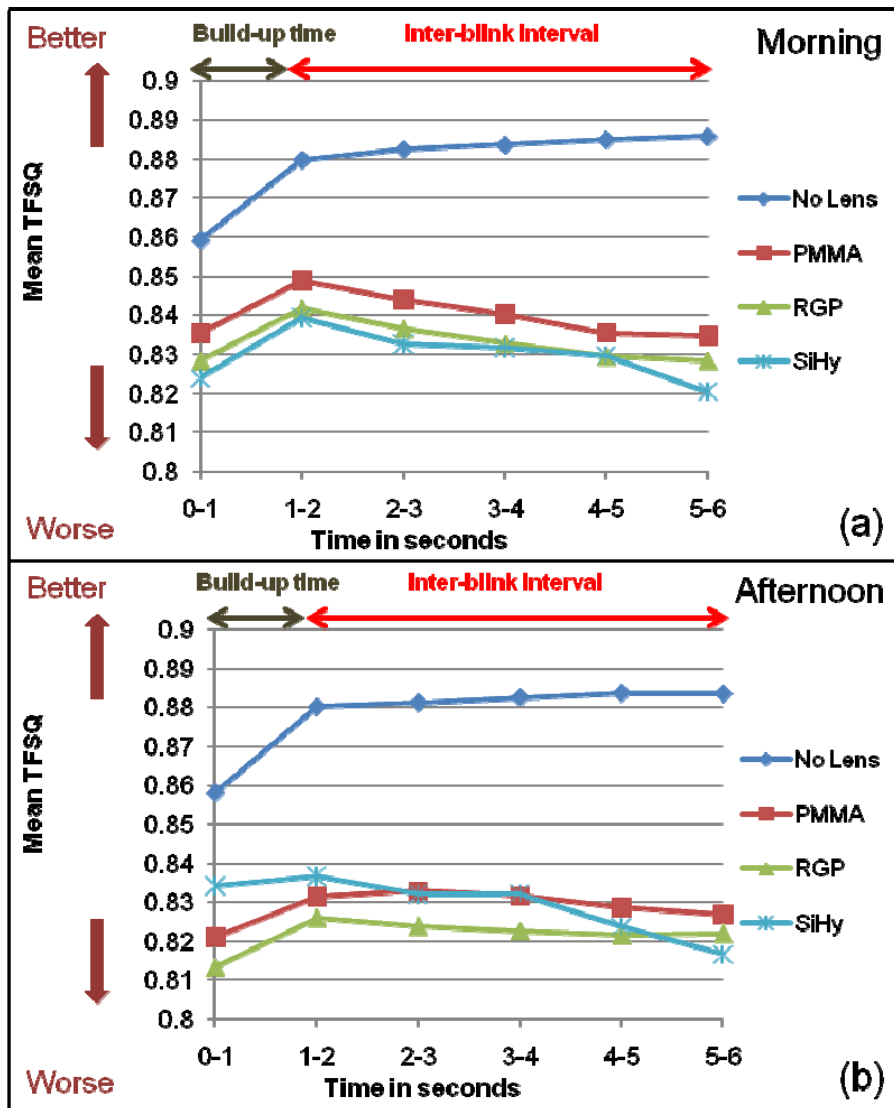 Better
Build-up time
Inter-blink Interval
Morning
0.9
0.89
0.88
0.87
0.86
0.85
0.84
0.83
0.82
0.81
0.8
Mean TFSQ
No Lens
PMMA
RGP
SiHy
0-1 1-2 2-3 3-4 4-5 5-6
Worse
Time in seconds
(a)
Better
Build-up time
Inter-blink Interval
Afternoon
0.9
0.89
0.88
0.87
0.86
0.85
0.84
0.83
0.82
0.81
0.8
Mean TFSQ
No Lens
PMMA
RGP
SiHy
0-1 1-2 2-3 3-4 4-5 5-6
Worse
Time in seconds
(b)